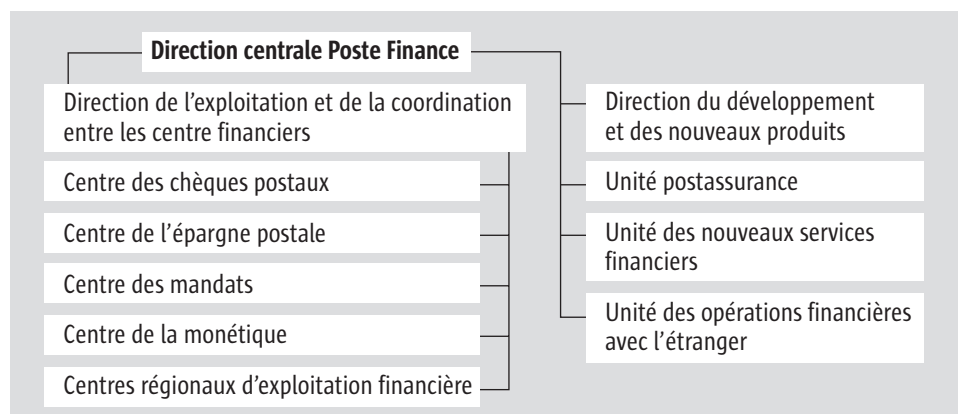 Direction centrale Poste Finance
Direction de l’exploitation et de la coordination
entre les centre financiers
Centre des chèques postaux
Centre de l’épargne postale
Centre des mandats
Centre de la monétique
Centres régionaux d’exploitation financière
Direction du développement
et des nouveaux produits
Unité postassurance
Unité des nouveaux services
financiers
Unité des opérations financières
avec l’étranger